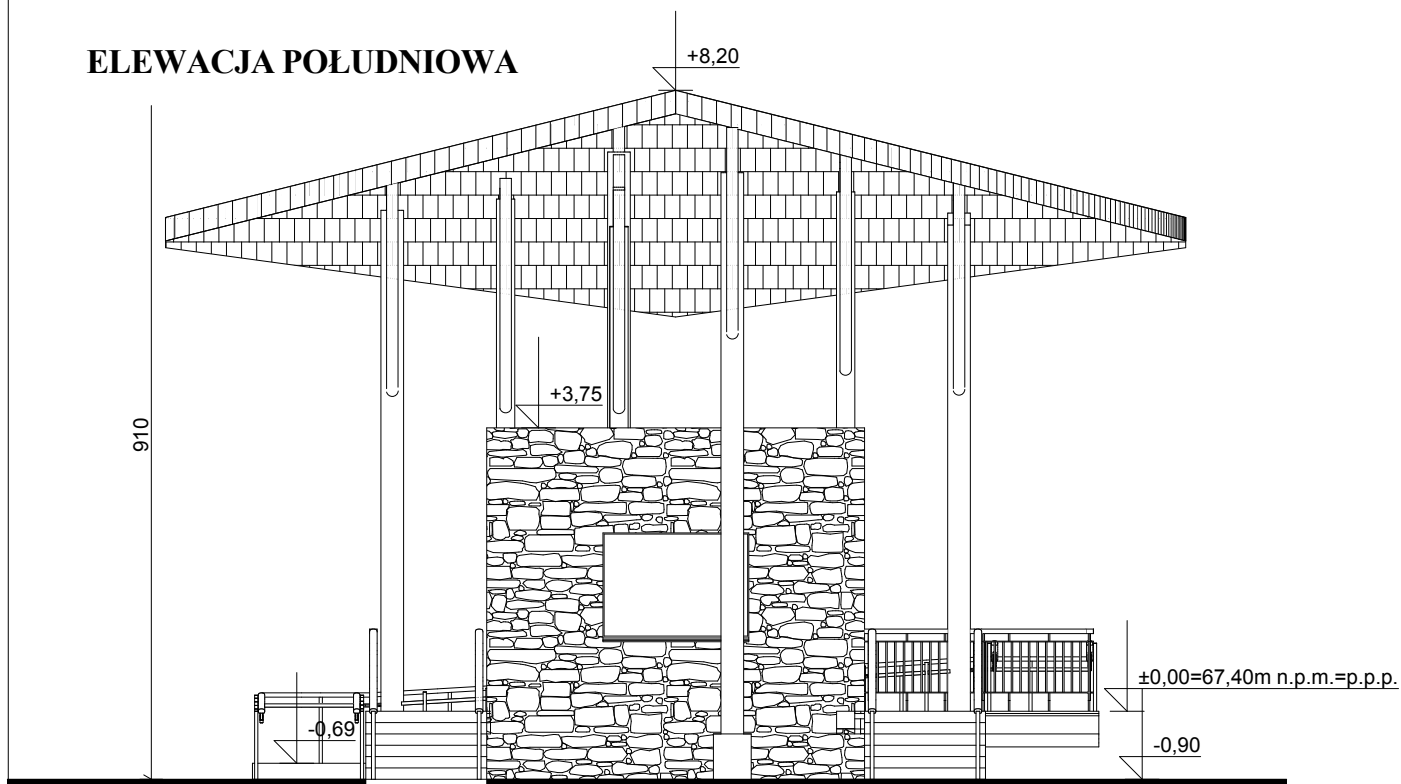 ELEWACJA POŁUDNIOWA
+8,20
+3,75
910
±0,00=67,40m n.p.m.=p.p.p.
-0,69
-0,90